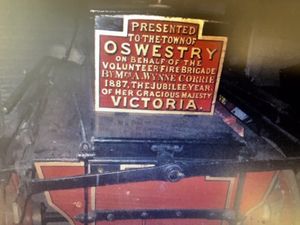 PRESENTED
TO THE TOWN OF
OSWESTRY
ON BEHALF OF THE
VOLUNTEER FIRE BRIGADE
BY MRS A. WYNNE CORRIE
1887, THE JUBILEE YEAR
OF HER GRACIOUS MAJESTY
VICTORIA.